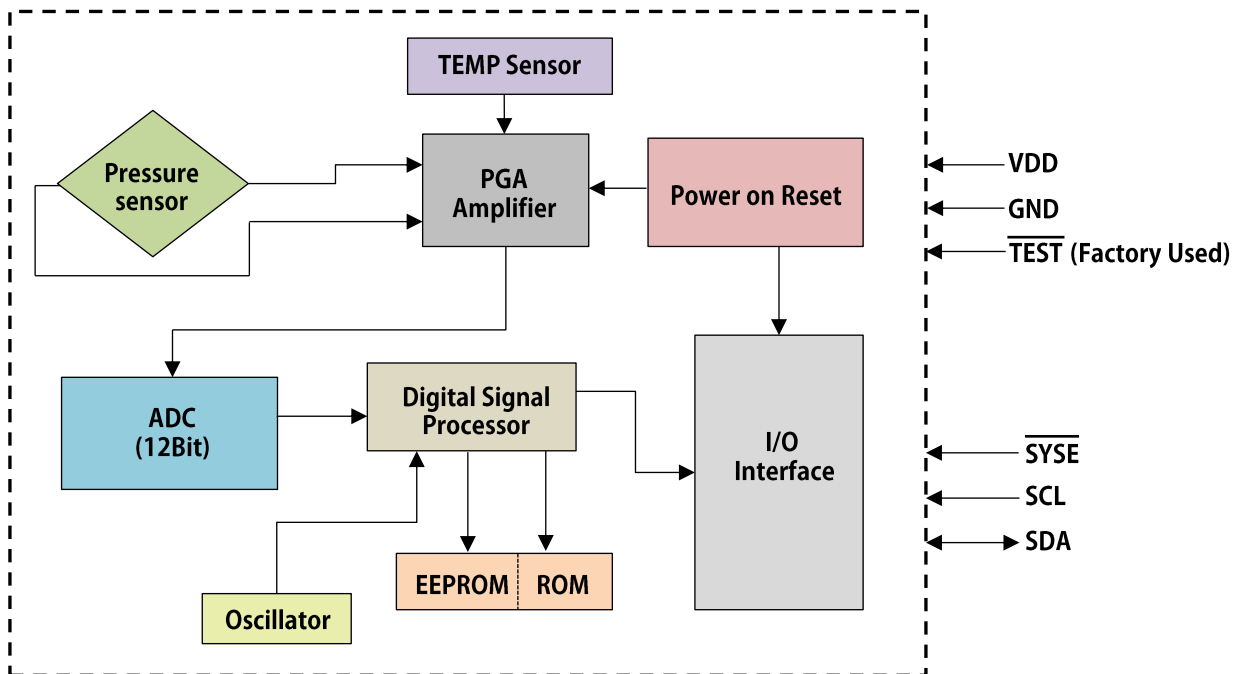 TEMP Sensor
Pressure
sensor
PGA
Amplifier
Power on Reset
VDD
GND
TEST (Factory Used)
ADC
(12Bit)
Digital Signal
Processor
I/O
Interface
SYSE
SCL
SDA
EEPROM
ROM
Oscillator